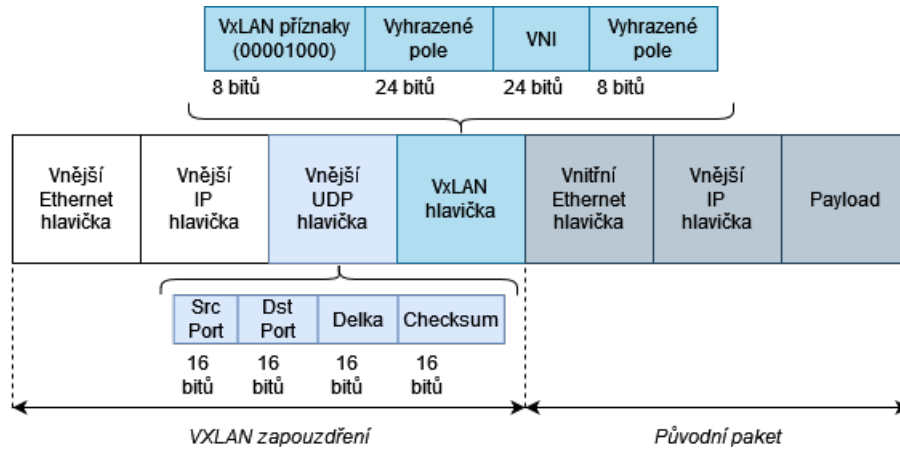 VxLAN příznaky
(00001000)
Vyhrazené
pole
VNI
Vyhrazené
pole
8 bitů
24 bitů
24 bitů
8 bitů
Vnější
Ethernet
hlavička
Vnější
IP
hlavička
Vnější
UDP
hlavička
VxLAN
hlavička
Vnitřní
Ethernet
hlavička
Vnější
IP
hlavička
Payload
Src
Port
Dst
Port
Delka
Checksum
16
bitů
16
bitů
16
bitů
16
bitů
VXLAN zapouzdření
Původní paket